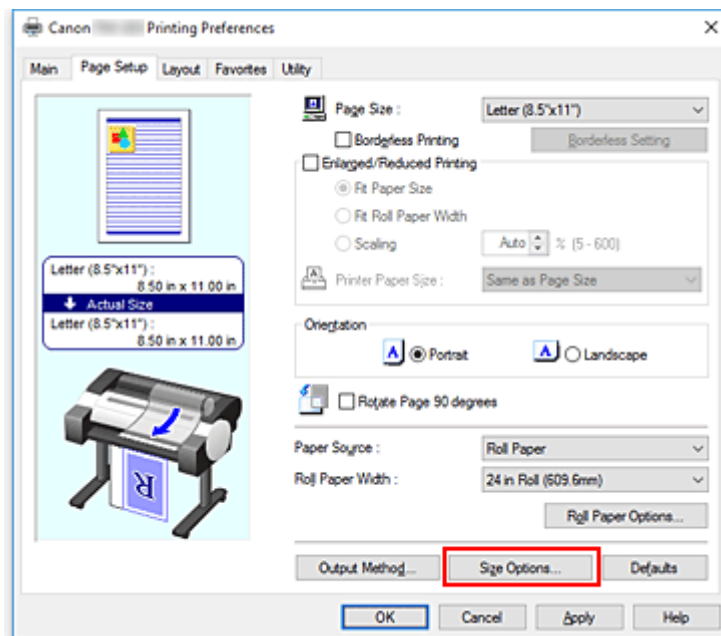 Canon Printing Preferences
Main Page Setup Layout Favorites Utility
Page Size : Letter (8.5"x11")
Borderless Printing Borderless Setting
Enlarged/Reduced Printing
Fit Paper Size
Fit Roll Paper Width
Scaling Auto % (5 - 600)
Printer Paper Size : Same as Page Size
Letter (8.5"x11") :
8.50 in x 11.00 in
Actual Size
Letter (8.5"x11") :
8.50 in x 11.00 in
Orientation
A Portrait A Landscape
Rotate Page 90 degrees
R
Paper Source : Roll Paper
Roll Paper Width : 24 in Roll (609.6mm)
Roll Paper Options...
Output Method... Size Options... Defaults
OK Cancel Apply Help